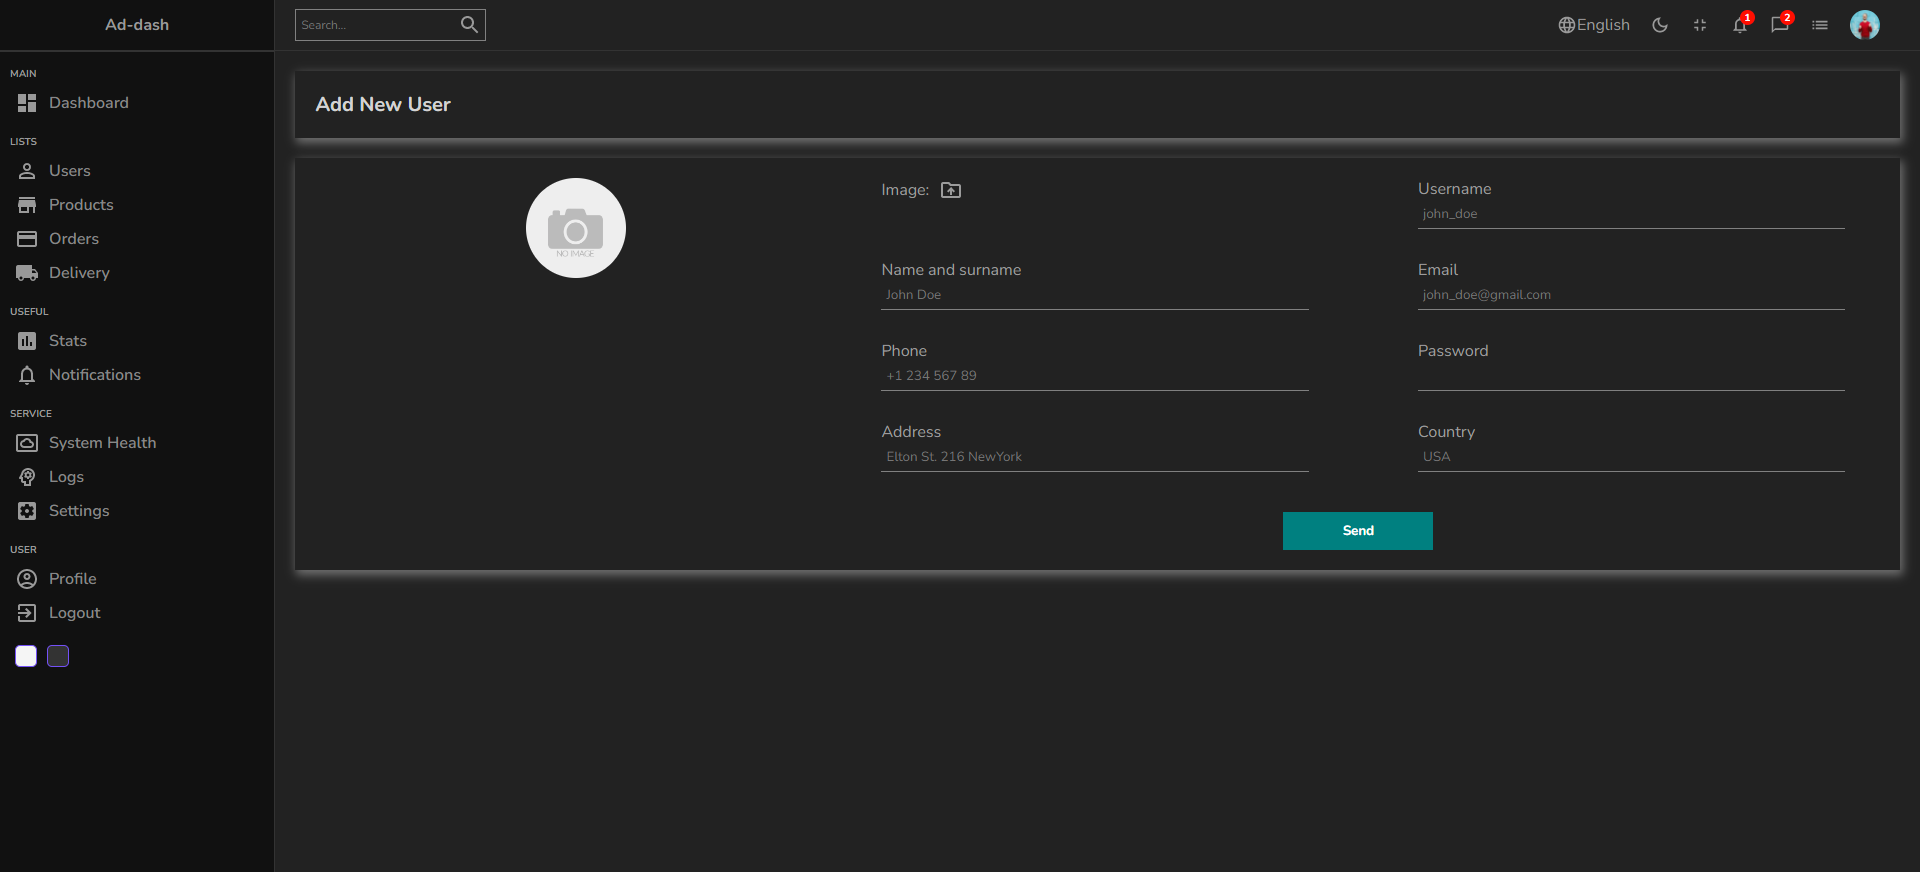 Ad-dash
Search...
English
1
2
MAIN
Dashboard
LISTS
Users
Products
Orders
Delivery
USEFUL
Stats
Notifications
SERVICE
System Health
Logs
Settings
USER
Profile
Logout
Add New User
NO IMAGE
Image:
Username
john_doe
Name and surname
John Doe
Email
john_doe@gmail.com
Phone
+1 234 567 89
Password
Address
Elton St. 216 NewYork
Country
USA
Send